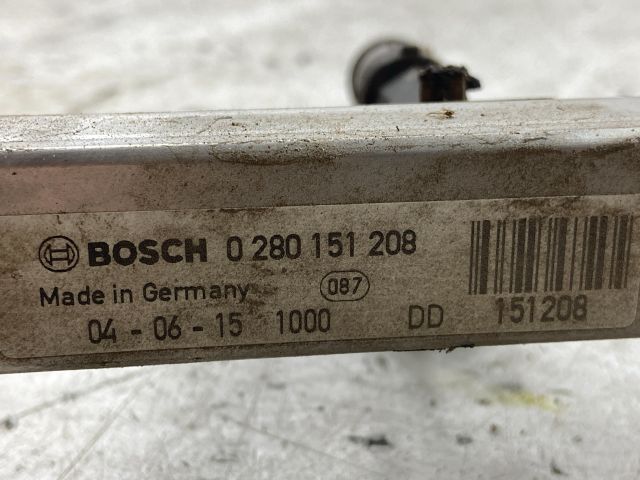 BOSCH 0 280 151 208
Made in Germany 087
04 - 06 - 15 1000 DD 151208